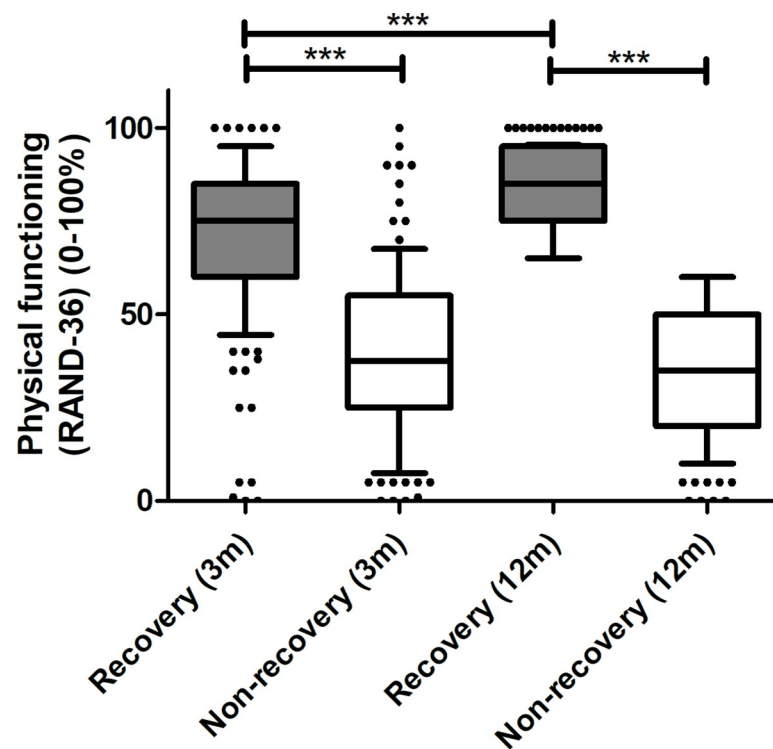 ***
***
***
Physical functioning
(RAND-36) (0-100%)
100
50
0
Recovery (3m)
Non-recovery (3m)
Recovery (12m)
Non-recovery (12m)